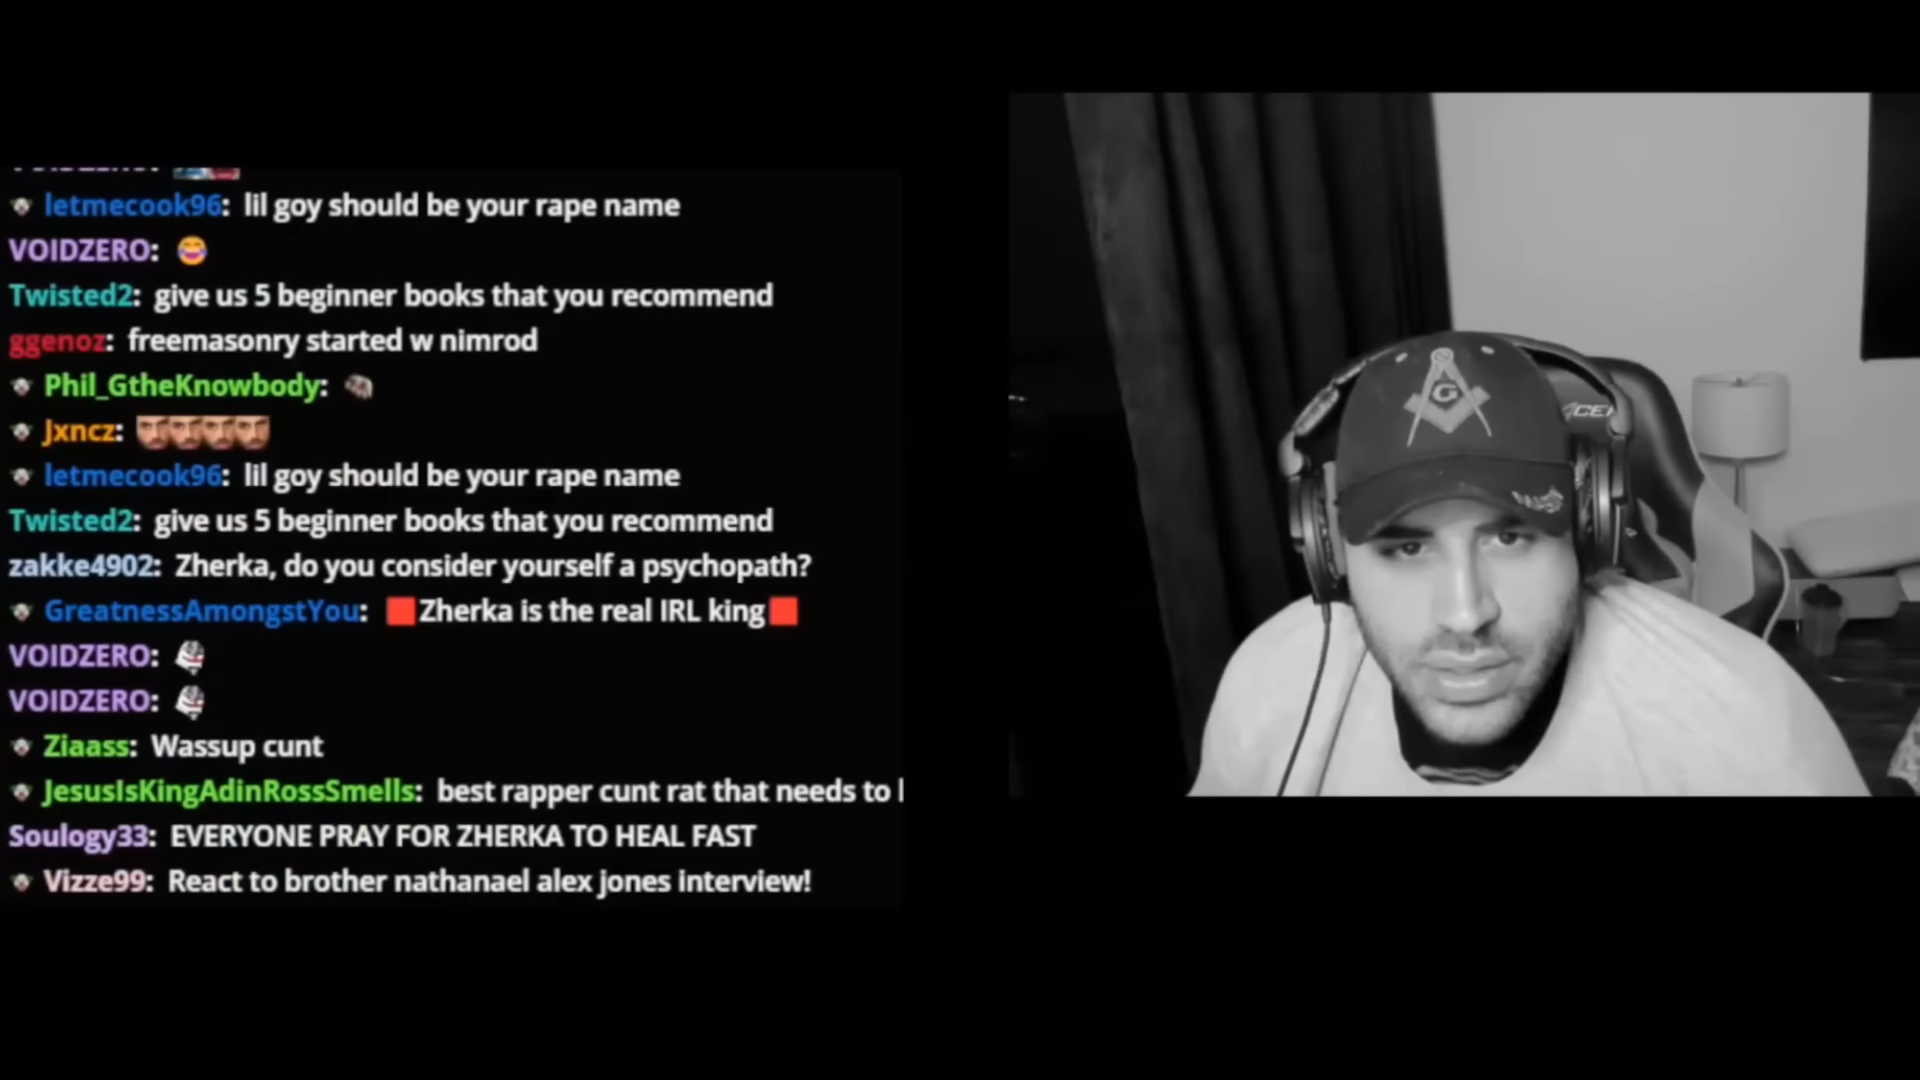 letmecook96: lil goy should be your rape name
VOIDZERO:
Twisted2: give us 5 beginner books that you recommend
ggenoz: freemasonry started w nimrod
Phil_GtheKnowbody:
Jxncz:
letmecook96: lil goy should be your rape name
Twisted2: give us 5 beginner books that you recommend
zakke4902: Zherka, do you consider yourself a psychopath?
GreatnessAmongstYou: Zherka is the real IRL king
VOIDZERO:
VOIDZERO:
Ziaass: Wassup cunt
JesusIsKingAdinRossSmells: best rapper cunt rat that needs to
Soulogy33: EVERYONE PRAY FOR ZHERKA TO HEAL FAST
Vizze99: React to brother nathanael alex jones interview!
G